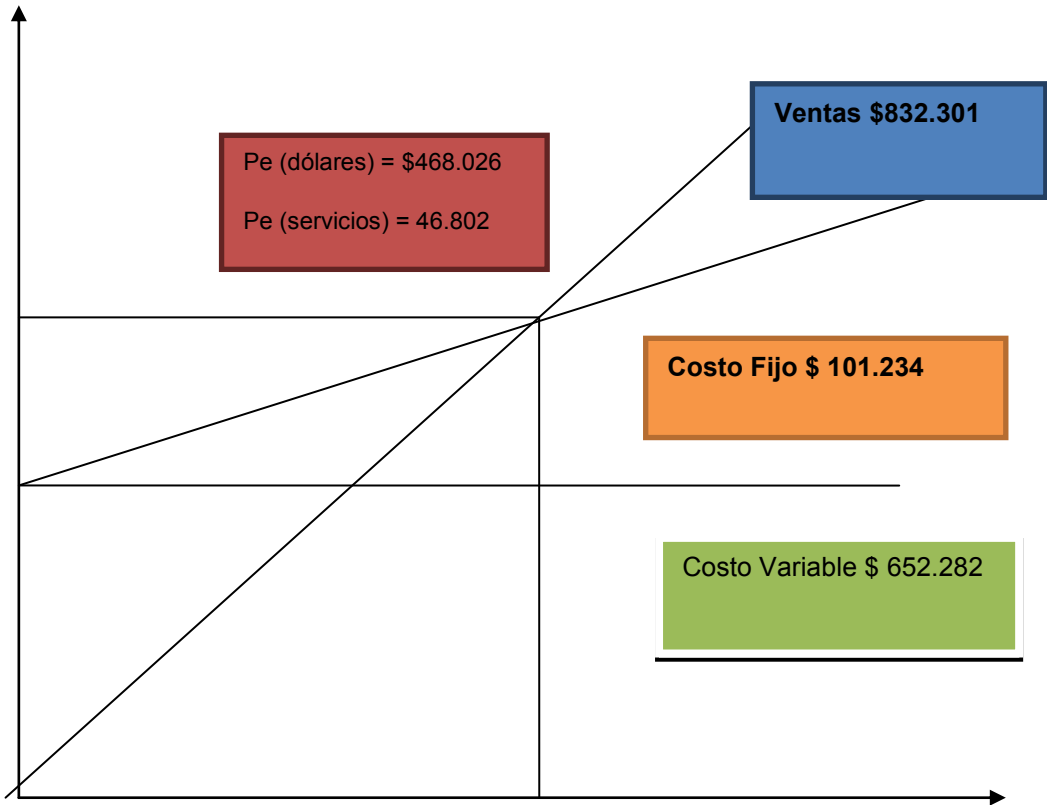 Ventas $832.301
Pe (dólares) = $468.026
Pe (servicios) = 46.802
Costo Fijo $ 101.234
Costo Variable $ 652.282